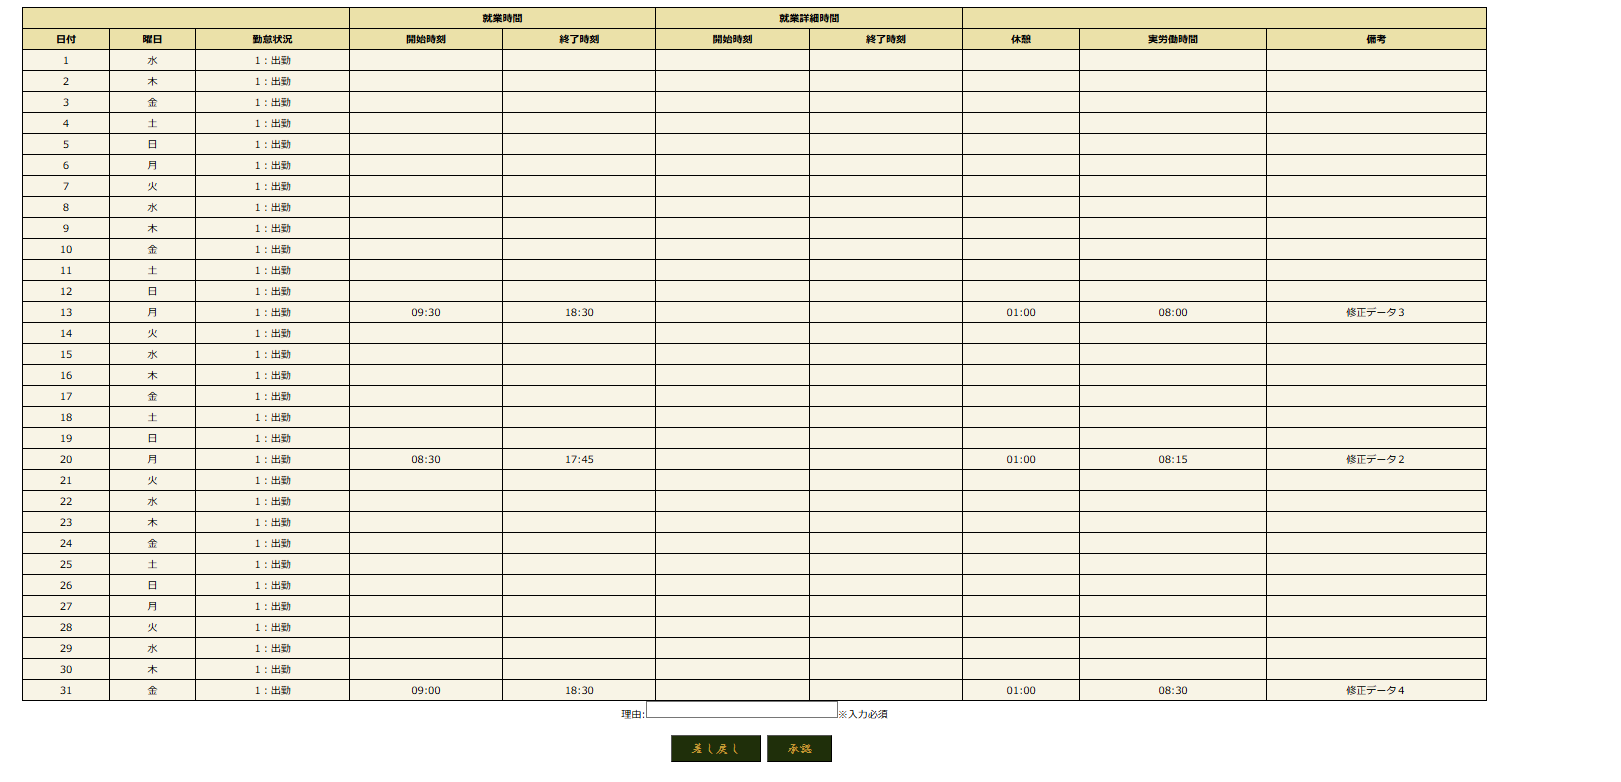 就業時間 就業詳細時間
日付 曜日 勤怠状況 開始時刻 終了時刻 開始時刻 終了時刻 休憩 実労働時間 備考
1 水 1：出勤
2 木 1：出勤
3 金 1：出勤
4 土 1：出勤
5 日 1：出勤
6 月 1：出勤
7 火 1：出勤
8 水 1：出勤
9 木 1：出勤
10 金 1：出勤
11 土 1：出勤
12 日 1：出勤
13 月 1：出勤 09:30 18:30 01:00 08:00 修正データ３
14 火 1：出勤
15 水 1：出勤
16 木 1：出勤
17 金 1：出勤
18 土 1：出勤
19 日 1：出勤
20 月 1：出勤 08:30 17:45 01:00 08:15 修正データ２
21 火 1：出勤
22 水 1：出勤
23 木 1：出勤
24 金 1：出勤
25 土 1：出勤
26 日 1：出勤
27 月 1：出勤
28 火 1：出勤
29 水 1：出勤
30 木 1：出勤
31 金 1：出勤 09:00 18:30 01:00 08:30 修正データ４
理由: ※入力必須
差し戻し 承認